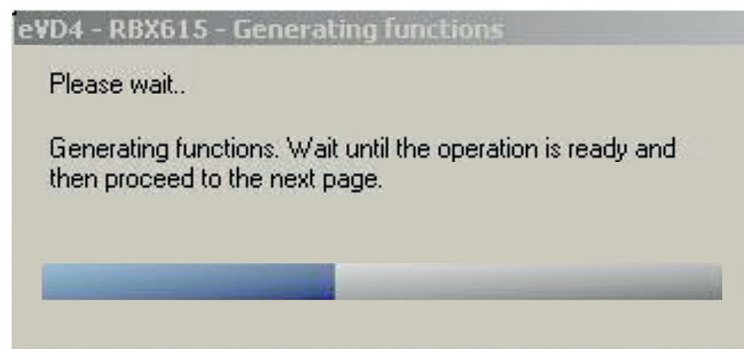 eVD4 - RBX615 - Generating functions
Please wait..
Generating functions. Wait until the operation is ready and
then proceed to the next page.